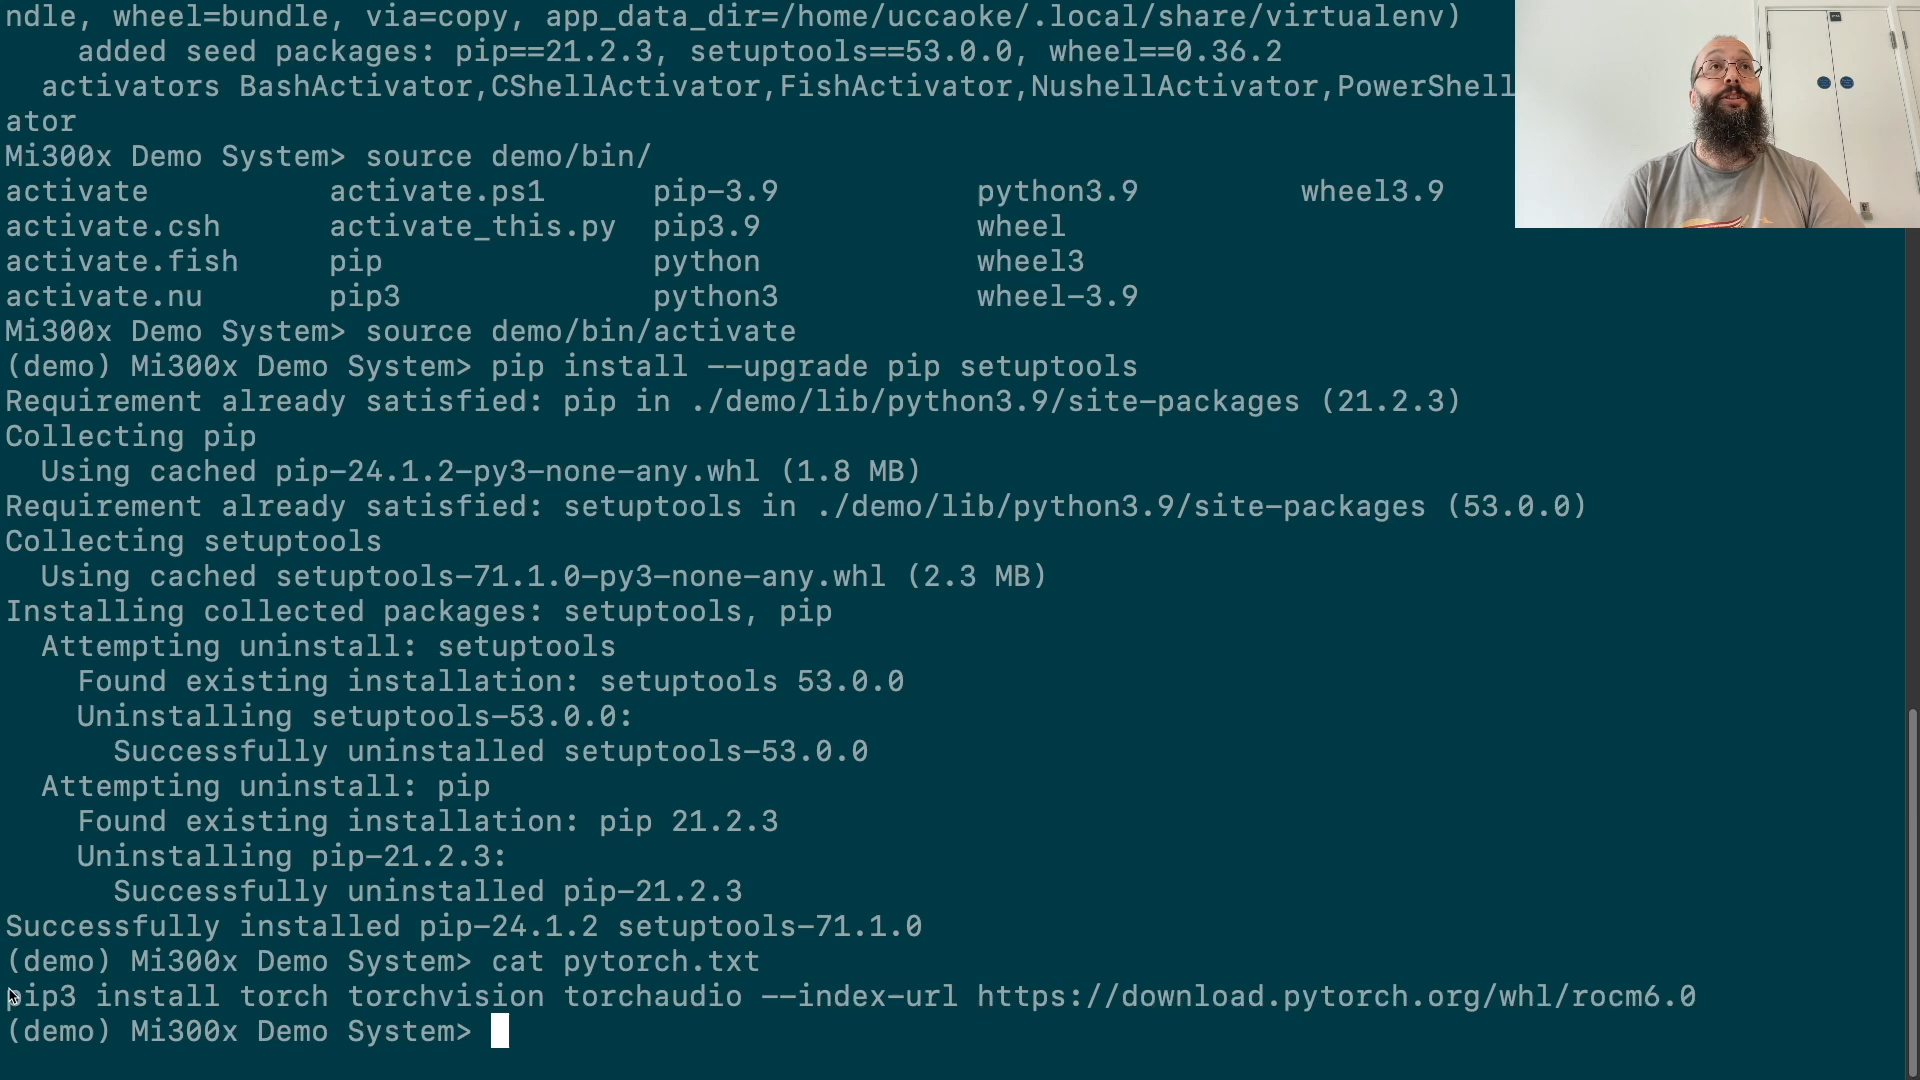 ndle, wheel=bundle, via=copy, app_data_dir=/home/uccaoke/.local/share/virtualenv)
    added seed packages: pip==21.2.3, setuptools==53.0.0, wheel==0.36.2
  activators BashActivator,CShellActivator,FishActivator,NushellActivator,PowerShell
ator
Mi300x Demo System> source demo/bin/
activate          activate.ps1      pip-3.9           python3.9         wheel3.9
activate.csh      activate_this.py  pip3.9            wheel
activate.fish     pip               python            wheel3
activate.nu       pip3              python3           wheel-3.9
Mi300x Demo System> source demo/bin/activate
(demo) Mi300x Demo System> pip install --upgrade pip setuptools
Requirement already satisfied: pip in ./demo/lib/python3.9/site-packages (21.2.3)
Collecting pip
  Using cached pip-24.1.2-py3-none-any.whl (1.8 MB)
Requirement already satisfied: setuptools in ./demo/lib/python3.9/site-packages (53.0.0)
Collecting setuptools
  Using cached setuptools-71.1.0-py3-none-any.whl (2.3 MB)
Installing collected packages: setuptools, pip
  Attempting uninstall: setuptools
    Found existing installation: setuptools 53.0.0
    Uninstalling setuptools-53.0.0:
      Successfully uninstalled setuptools-53.0.0
  Attempting uninstall: pip
    Found existing installation: pip 21.2.3
    Uninstalling pip-21.2.3:
      Successfully uninstalled pip-21.2.3
Successfully installed pip-24.1.2 setuptools-71.1.0
(demo) Mi300x Demo System> cat pytorch.txt
pip3 install torch torchvision torchaudio --index-url https://download.pytorch.org/whl/rocm6.0
(demo) Mi300x Demo System>